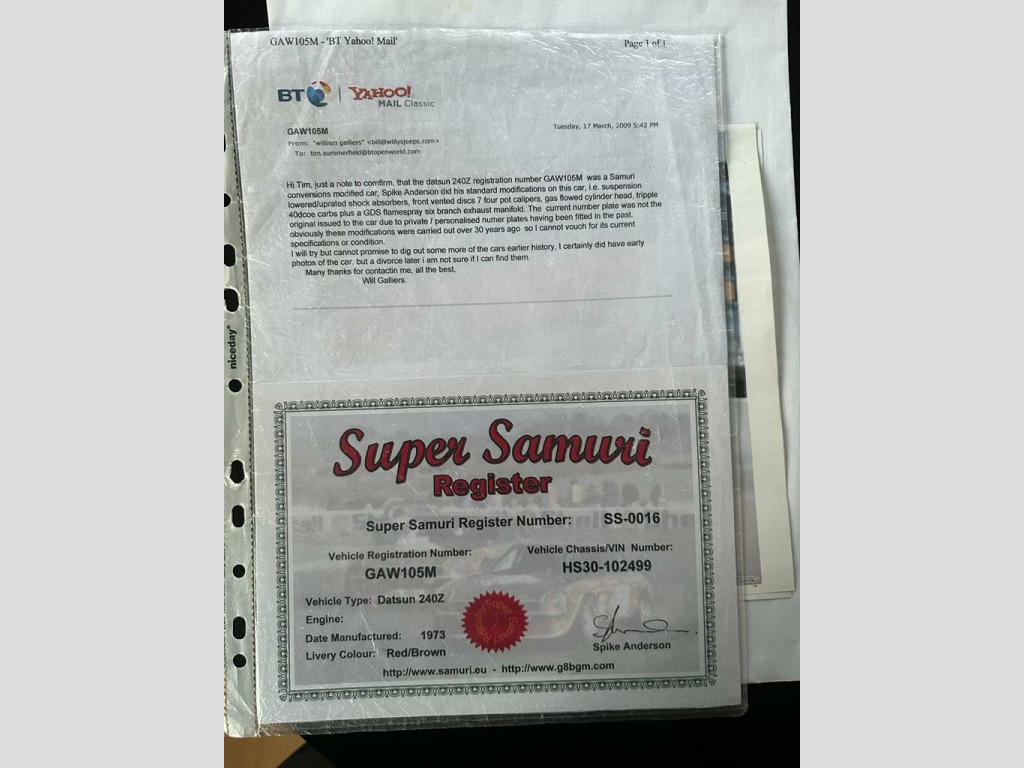 GAW105M - 'BT Yahoo! Mail'
Page 1 of 1
BT YAHOO!
MAIL Classic
Tuesday, 17 March, 2009 5:42 PM
GAW105M
From: "william galliers" <bill@willysjeeps.com>
To: tim.summerfield@btopenworld.com
Hi Tim, just a note to comfirm, that the datsun 240Z registration number GAW105M was a Samuri
conversions modified car, Spike Anderson did his standard modifications on this car, i.e. suspension
lowered/uprated shock absorbers, front vented discs 7 four pot calipers, gas flowed cylinder head, tripple
40dcoe carbs plus a GDS flamespray six branch exhaust manifold. The current number plate was not the
original issued to the car due to private / personalised numer plates having been fitted in the past.
obviously these modifications were carried out over 30 years ago so I cannot vouch for its current
specifications or condition.
I will try but cannot promise to dig out some more of the cars earlier history, I certainly did have early
photos of the car, but a divorce later i am not sure if I can find them.
Many thanks for contactin me, all the best,
Will Galliers.
niceday
Super Samuri
Register
Super Samuri Register Number: SS-0016
Vehicle Registration Number:
GAW105M
Vehicle Chassis/VIN Number:
HS30-102499
Vehicle Type: Datsun 240Z
Engine:
Date Manufactured: 1973
Livery Colour: Red/Brown
Spike Anderson
http://www.samuri.eu - http://www.g8bgm.com